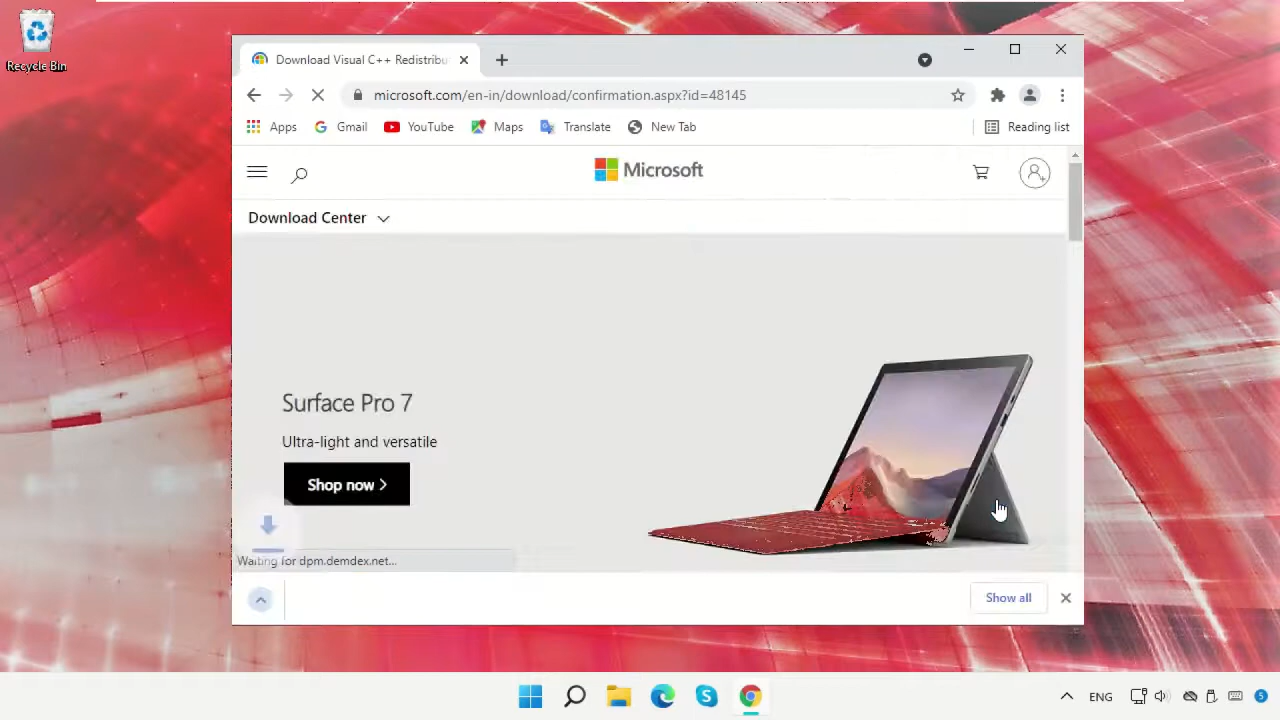 Recycle Bin
Download Visual C++ Redistribu
microsoft.com/en-in/download/confirmation.aspx?id=48145
Apps
Gmail
YouTube
Maps
Translate
New Tab
Reading list
Microsoft
Download Center
Surface Pro 7
Ultra-light and versatile
Shop now
Waiting for dpm.demdex.net...
Show all
ENG
5